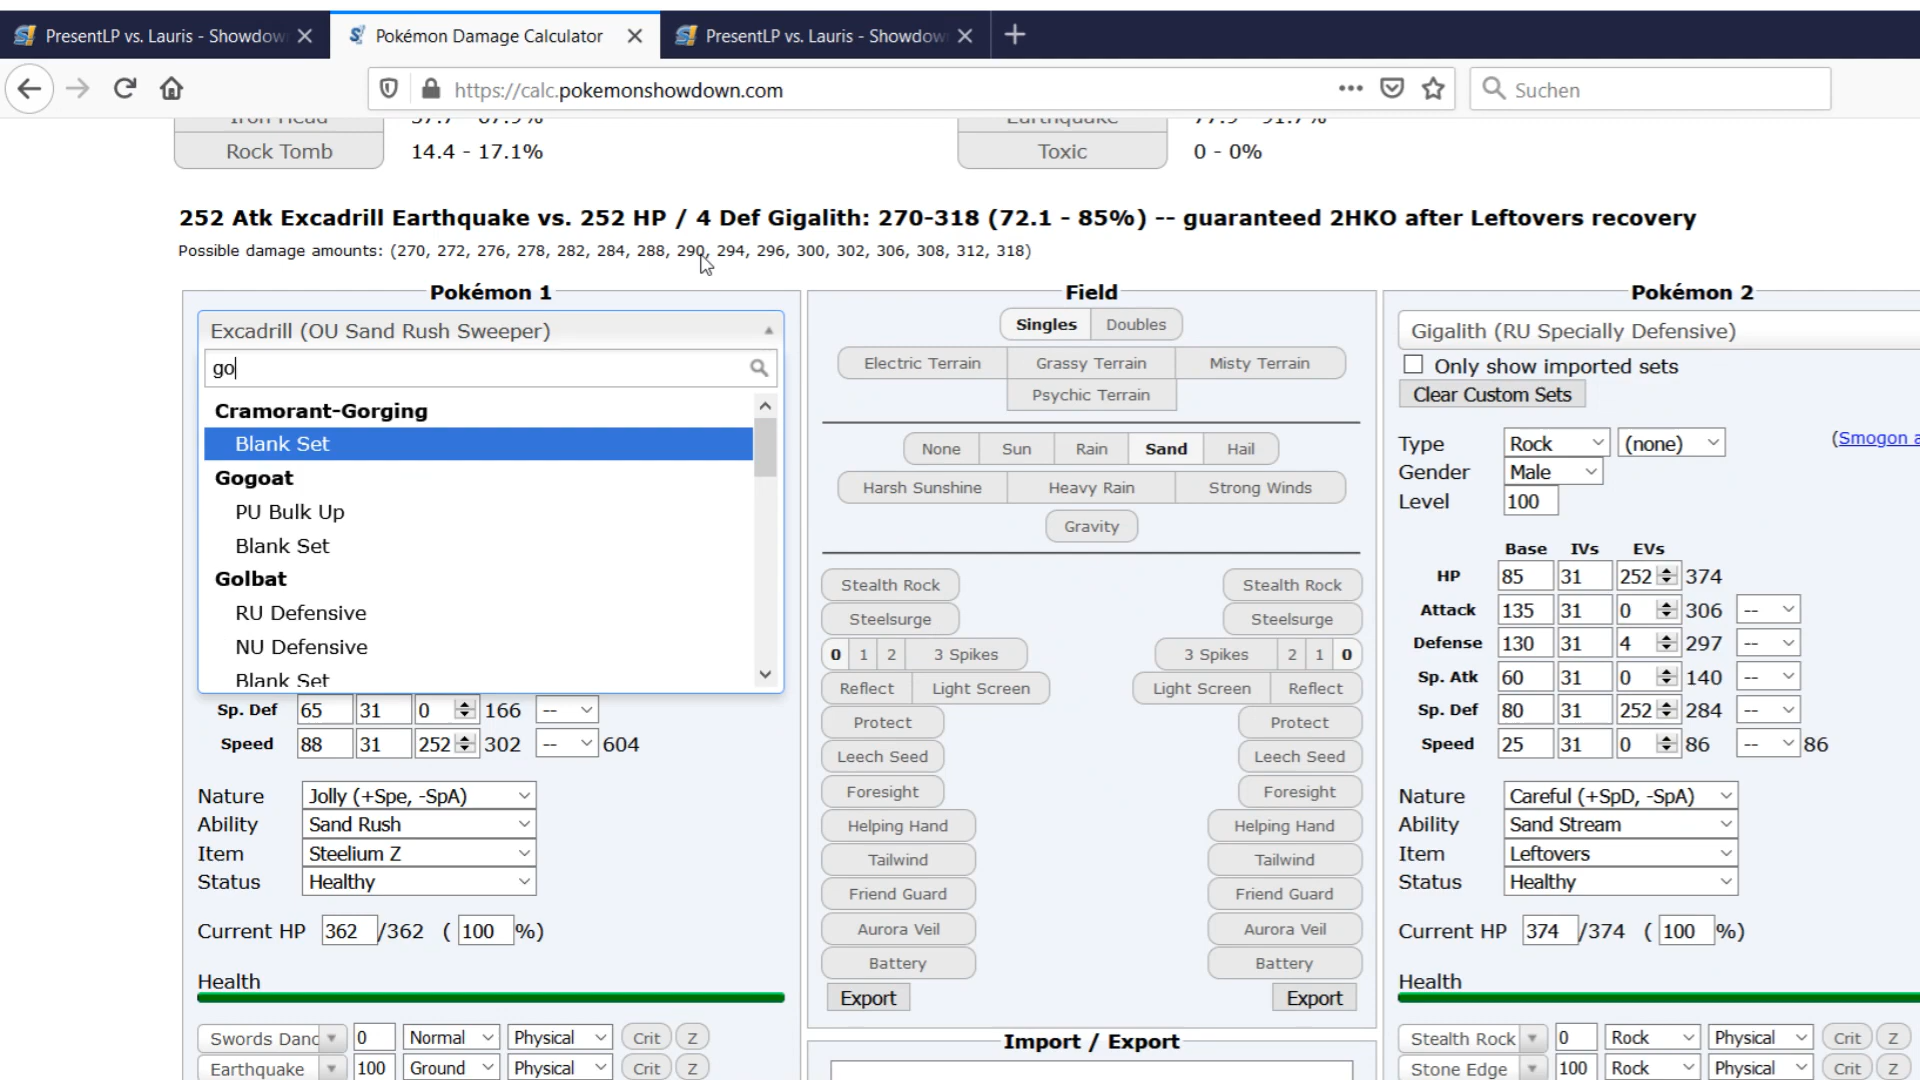 PresentLP vs. Lauris - Showdow
Pokémon Damage Calculator
PresentLP vs. Lauris - Showdow
https://calc.pokemonshowdown.com
Suchen
Iron Head
Earthquake
Rock Tomb 14.4 - 17.1%
Toxic 0 - 0%
252 Atk Excadrill Earthquake vs. 252 HP / 4 Def Gigalith: 270-318 (72.1 - 85%) -- guaranteed 2HKO after Leftovers recovery
Possible damage amounts: (270, 272, 276, 278, 282, 284, 288, 290, 294, 296, 300, 302, 306, 308, 312, 318)
Pokémon 1
Excadrill (OU Sand Rush Sweeper)
go
Cramorant-Gorging
Blank Set
Gogoat
PU Bulk Up
Blank Set
Golbat
RU Defensive
NU Defensive
Blank Set
Sp. Def 65 31 0 166 --
Speed 88 31 252 302 -- 604
Nature Jolly (+Spe, -SpA)
Ability Sand Rush
Item Steelium Z
Status Healthy
Current HP 362 /362 ( 100 %)
Health
Swords Danc 0 Normal Physical Crit Z
Earthquake 100 Ground Physical Crit Z
Field
Singles Doubles
Electric Terrain Grassy Terrain Misty Terrain
Psychic Terrain
None Sun Rain Sand Hail
Harsh Sunshine Heavy Rain Strong Winds
Gravity
Stealth Rock Stealth Rock
Steelsurge Steelsurge
0 1 2 3 Spikes 3 Spikes 2 1 0
Reflect Light Screen Light Screen Reflect
Protect Protect
Leech Seed Leech Seed
Foresight Foresight
Helping Hand Helping Hand
Tailwind Tailwind
Friend Guard Friend Guard
Aurora Veil Aurora Veil
Battery Battery
Export Export
Import / Export
Pokémon 2
Gigalith (RU Specially Defensive)
Only show imported sets
Clear Custom Sets
Type Rock (none) (Smogon a
Gender Male
Level 100
Base IVs EVs
HP 85 31 252 374
Attack 135 31 0 306 --
Defense 130 31 4 297 --
Sp. Atk 60 31 0 140 --
Sp. Def 80 31 252 284 --
Speed 25 31 0 86 -- 86
Nature Careful (+SpD, -SpA)
Ability Sand Stream
Item Leftovers
Status Healthy
Current HP 374 /374 ( 100 %)
Health
Stealth Rock 0 Rock Physical Crit Z
Stone Edge 100 Rock Physical Crit Z